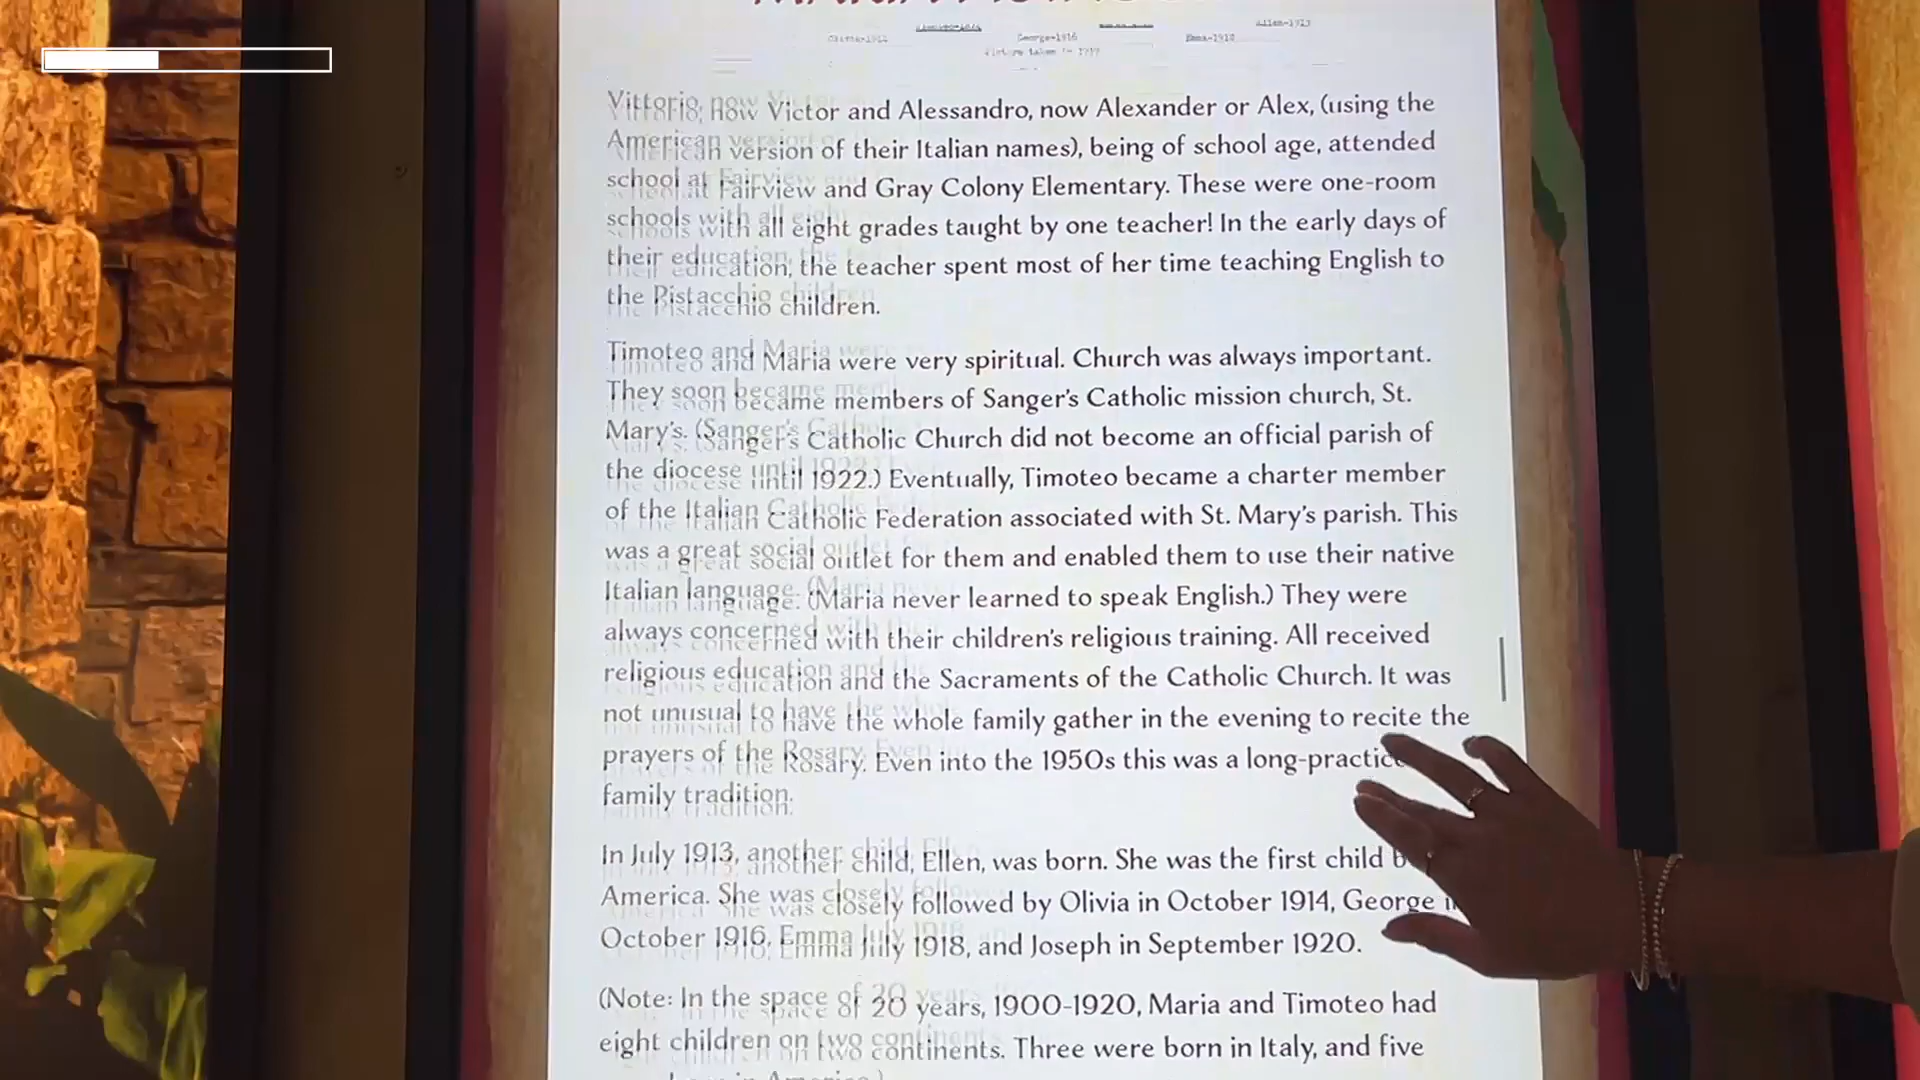 George-1916
Emma-1918
Picture taken in 1919
Vittorio, now Victor and Alessandro, now Alexander or Alex, (using the
American version of their Italian names), being of school age, attended
school at Fairview and Gray Colony Elementary. These were one-room
schools with all eight grades taught by one teacher! In the early days of
their education, the teacher spent most of her time teaching English to
the Pistacchio children.
Timoteo and Maria were very spiritual. Church was always important.
They soon became members of Sanger's Catholic mission church, St.
Mary's. (Sanger's Catholic Church did not become an official parish of
the diocese until 1922.) Eventually, Timoteo became a charter member
of the Italian Catholic Federation associated with St. Mary's parish. This
was a great social outlet for them and enabled them to use their native
Italian language. (Maria never learned to speak English.) They were
always concerned with their children's religious training. All received
religious education and the Sacraments of the Catholic Church. It was
not unusual to have the whole family gather in the evening to recite the
prayers of the Rosary. Even into the 1950s this was a long-practic
family tradition.
In July 1913, another child, Ellen, was born. She was the first child b
America. She was closely followed by Olivia in October 1914, George i
October 1916, Emma July 1918, and Joseph in September 1920.
(Note: In the space of 20 years, 1900-1920, Maria and Timoteo had
eight children on two continents. Three were born in Italy, and five